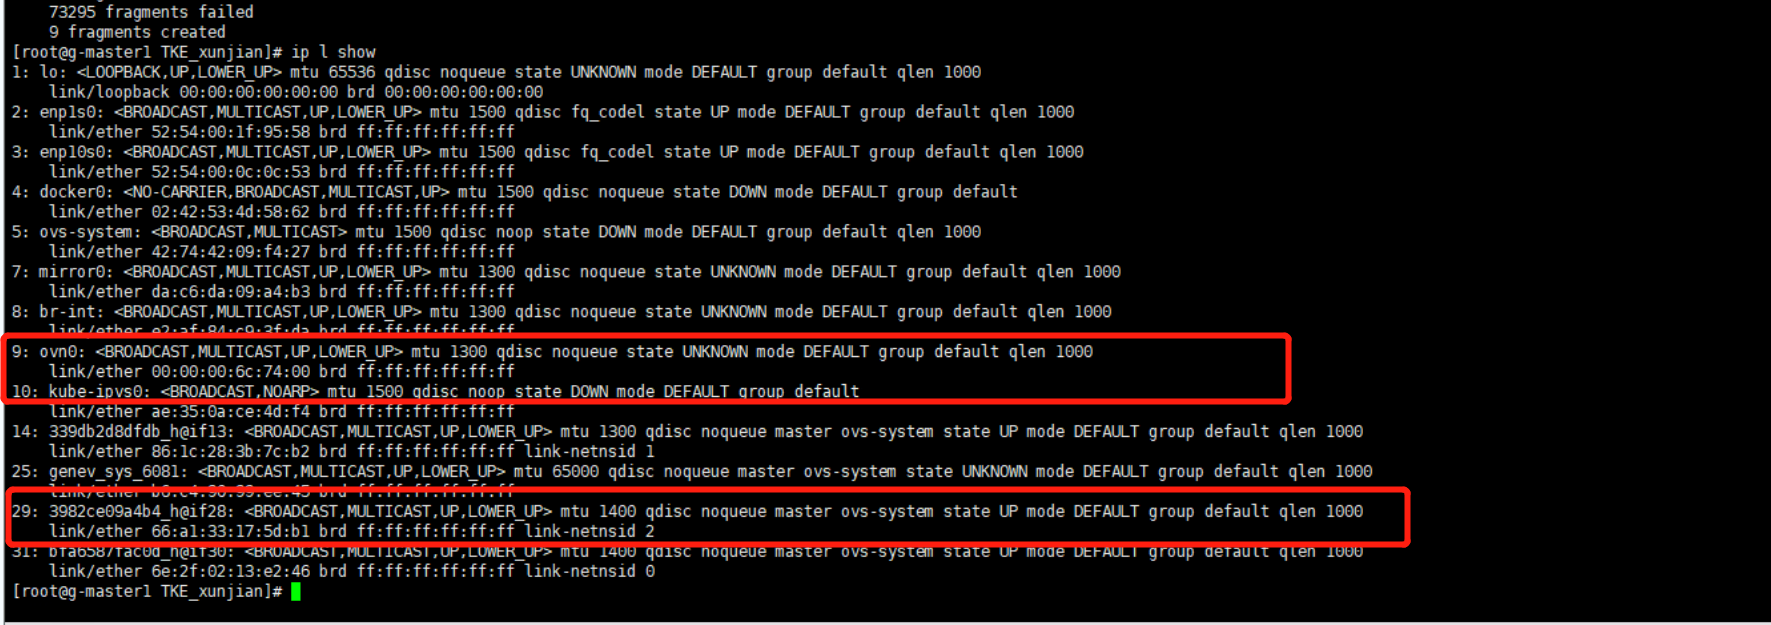 73295 fragments failed
9 fragments created
[root@g-master1 TKE_xunjian]# ip l show
1: lo: <LOOPBACK,UP,LOWER_UP> mtu 65536 qdisc noqueue state UNKNOWN mode DEFAULT group default qlen 1000
link/loopback 00:00:00:00:00:00 brd 00:00:00:00:00:00
2: enp1s0: <BROADCAST,MULTICAST,UP,LOWER_UP> mtu 1500 qdisc fq_codel state UP mode DEFAULT group default qlen 1000
link/ether 52:54:00:1f:95:58 brd ff:ff:ff:ff:ff:ff
3: enp10s0: <BROADCAST,MULTICAST,UP,LOWER_UP> mtu 1500 qdisc fq_codel state UP mode DEFAULT group default qlen 1000
link/ether 52:54:00:0c:0c:53 brd ff:ff:ff:ff:ff:ff
4: docker0: <NO-CARRIER,BROADCAST,MULTICAST,UP> mtu 1500 qdisc noqueue state DOWN mode DEFAULT group default
link/ether 02:42:53:4d:58:62 brd ff:ff:ff:ff:ff:ff
5: ovs-system: <BROADCAST,MULTICAST> mtu 1500 qdisc noop state DOWN mode DEFAULT group default qlen 1000
link/ether 42:74:42:09:f4:27 brd ff:ff:ff:ff:ff:ff
7: mirror0: <BROADCAST,MULTICAST,UP,LOWER_UP> mtu 1300 qdisc noqueue state UNKNOWN mode DEFAULT group default qlen 1000
link/ether da:c6:da:09:a4:b3 brd ff:ff:ff:ff:ff:ff
8: br-int: <BROADCAST,MULTICAST,UP,LOWER_UP> mtu 1300 qdisc noqueue state UNKNOWN mode DEFAULT group default qlen 1000
link/ether e2:af:84:c9:3f:da brd ff:ff:ff:ff:ff:ff
9: ovn0: <BROADCAST,MULTICAST,UP,LOWER_UP> mtu 1300 qdisc noqueue state UNKNOWN mode DEFAULT group default qlen 1000
link/ether 00:00:00:6c:74:00 brd ff:ff:ff:ff:ff:ff
10: kube-ipvs0: <BROADCAST,NOARP> mtu 1500 qdisc noop state DOWN mode DEFAULT group default
link/ether ae:35:0a:ce:4d:f4 brd ff:ff:ff:ff:ff:ff
14: 339db2d8dfdb_h@if13: <BROADCAST,MULTICAST,UP,LOWER_UP> mtu 1300 qdisc noqueue master ovs-system state UP mode DEFAULT group default qlen 1000
link/ether 86:1c:28:3b:7c:b2 brd ff:ff:ff:ff:ff:ff link-netnsid 1
25: genev_sys_6081: <BROADCAST,MULTICAST,UP,LOWER_UP> mtu 65000 qdisc noqueue master ovs-system state UNKNOWN mode DEFAULT group default qlen 1000
link/ether brd ff:ff:ff:ff:ff:ff
29: 3982ce09a4b4_h@if28: <BROADCAST,MULTICAST,UP,LOWER_UP> mtu 1400 qdisc noqueue master ovs-system state UP mode DEFAULT group default qlen 1000
link/ether 66:a1:33:17:5d:b1 brd ff:ff:ff:ff:ff:ff link-netnsid 2
31: bfa6587fac0d_h@if30: <BROADCAST,MULTICAST,UP,LOWER_UP> mtu 1400 qdisc noqueue master ovs-system state UP mode DEFAULT group default qlen 1000
link/ether 6e:2f:02:13:e2:46 brd ff:ff:ff:ff:ff:ff link-netnsid 0
[root@g-master1 TKE_xunjian]#